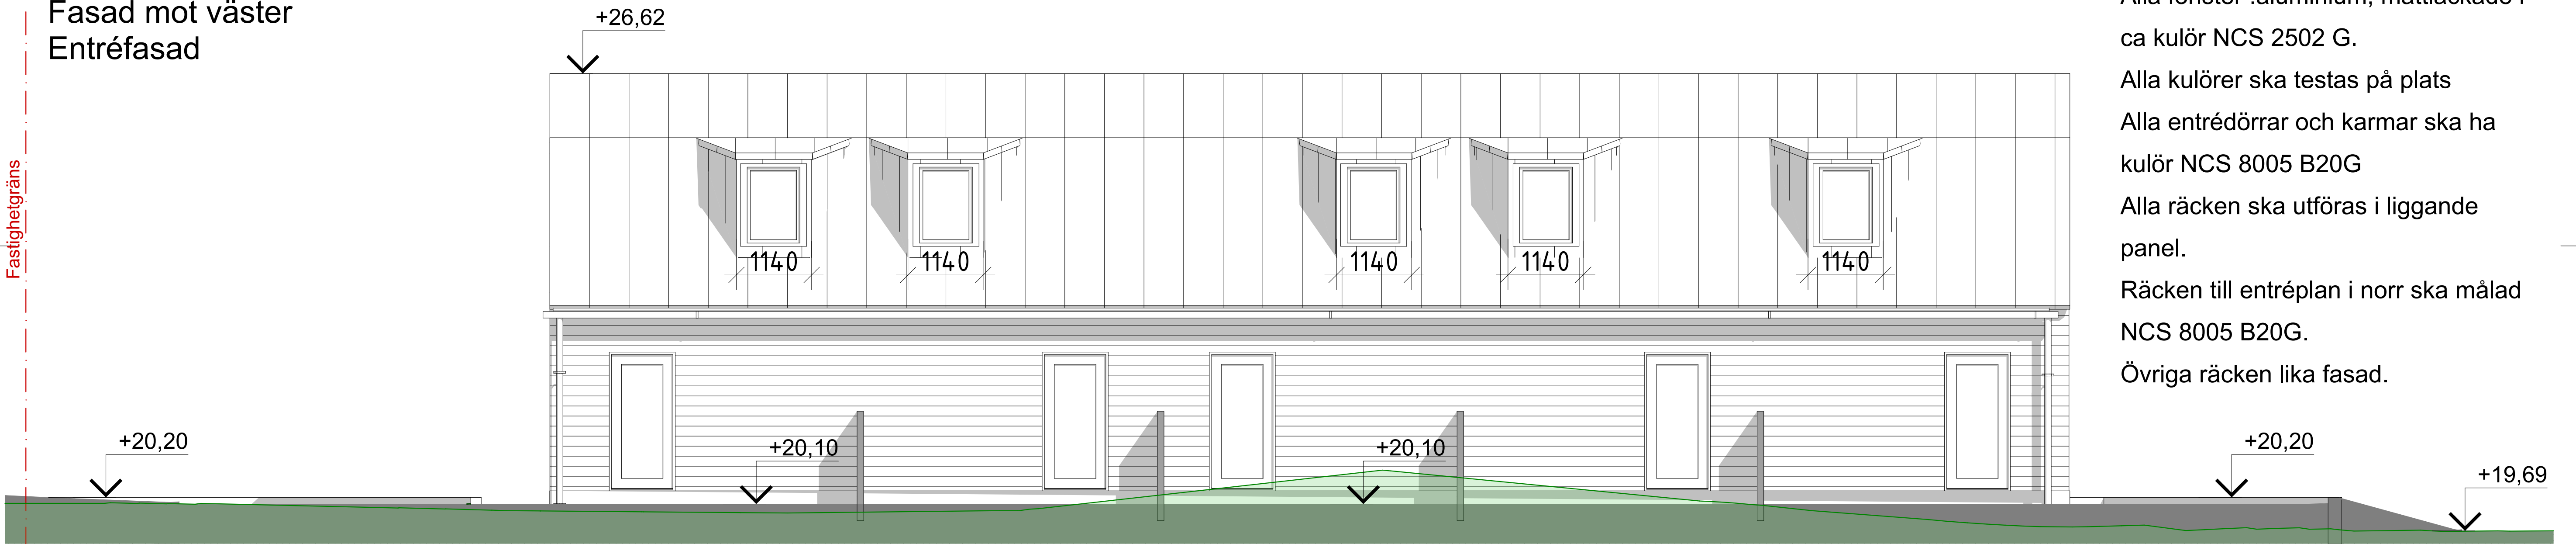 Fasad mot väster
Entréfasad
Fastighetgräns
+26,62
1140
1140
1140
1140
1140
+20,20
+20,10
+20,10
+20,20
+19,69
ca kulör NCS 2502 G.
Alla kulörer ska testas på plats
Alla entrédörrar och karmar ska ha
kulör NCS 8005 B20G
Alla räcken ska utföras i liggande
panel.
Räcken till entréplan i norr ska målad
NCS 8005 B20G.
Övriga räcken lika fasad.